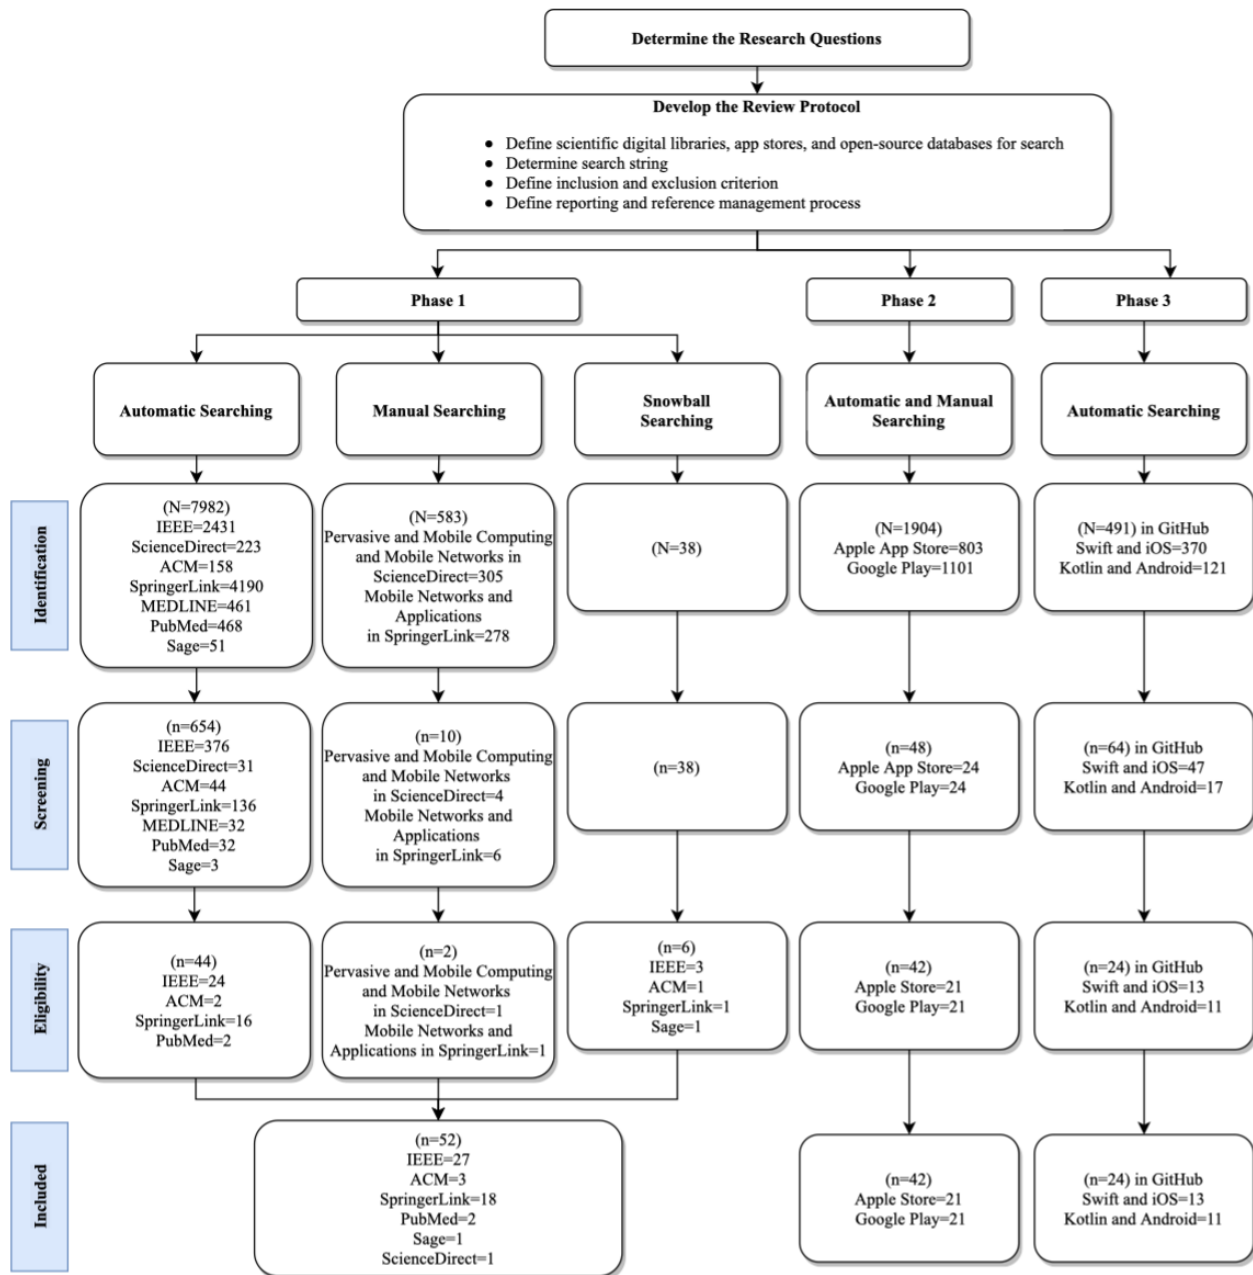 Determine the Research Questions
Develop the Review Protocol
● Define scientific digital libraries, app stores, and open-source databases for search
● Determine search string
● Define inclusion and exclusion criterion
● Define reporting and reference management process
Phase 1
Phase 2
Phase 3
Automatic Searching
Manual Searching
Snowball
Searching
Automatic and Manual
Searching
Automatic Searching
Identification
(N=7982)
IEEE=2431
ScienceDirect=223
ACM=158
SpringerLink=4190
MEDLINE=461
PubMed=468
Sage=51
(N=583)
Pervasive and Mobile Computing
and Mobile Networks in
ScienceDirect=305
Mobile Networks and
Applications
in SpringerLink=278
(N=38)
(N=1904)
Apple App Store=803
Google Play=1101
(N=491) in GitHub
Swift and iOS=370
Kotlin and Android=121
Screening
(n=654)
IEEE=376
ScienceDirect=31
ACM=44
SpringerLink=136
MEDLINE=32
PubMed=32
Sage=3
(n=10)
Pervasive and Mobile Computing
and Mobile Networks
in ScienceDirect=4
Mobile Networks and
Applications
in SpringerLink=6
(n=38)
(n=48)
Apple App Store=24
Google Play=24
(n=64) in GitHub
Swift and iOS=47
Kotlin and Android=17
Eligibility
(n=44)
IEEE=24
ACM=2
SpringerLink=16
PubMed=2
(n=2)
Pervasive and Mobile Computing
and Mobile Networks
in ScienceDirect=1
Mobile Networks and
Applications in SpringerLink=1
(n=6)
IEEE=3
ACM=1
SpringerLink=1
Sage=1
(n=42)
Apple Store=21
Google Play=21
(n=24) in GitHub
Swift and iOS=13
Kotlin and Android=11
Included
(n=52)
IEEE=27
ACM=3
SpringerLink=18
PubMed=2
Sage=1
ScienceDirect=1
(n=42)
Apple Store=21
Google Play=21
(n=24) in GitHub
Swift and iOS=13
Kotlin and Android=11